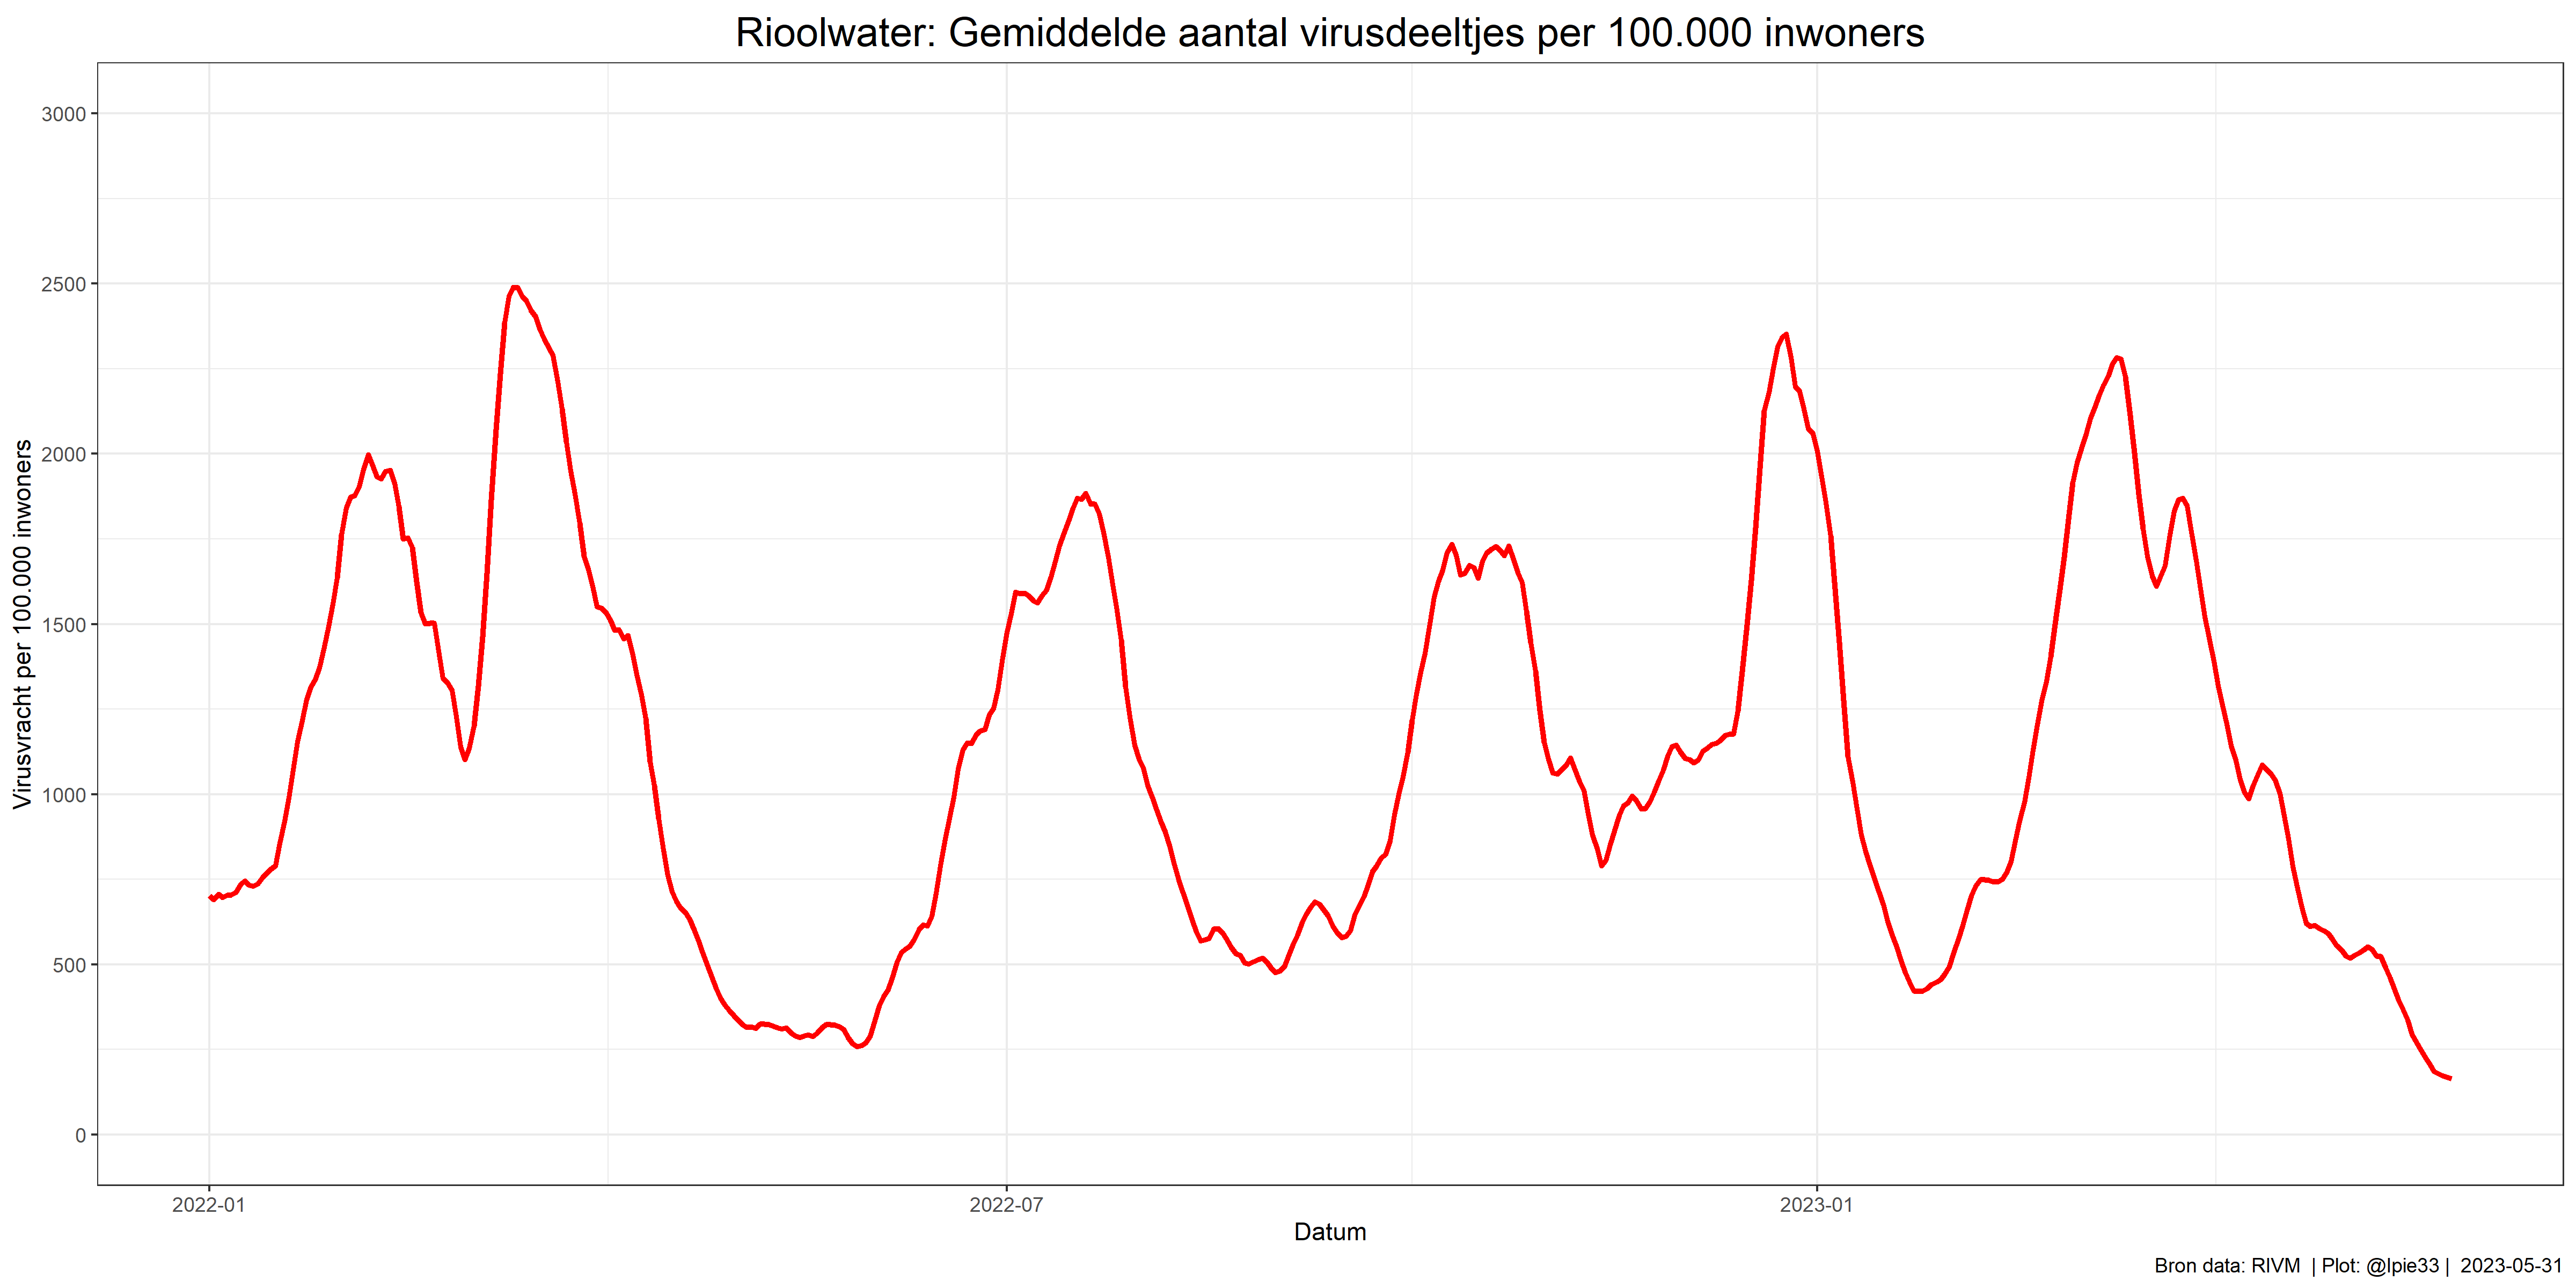 Rioolwater: Gemiddelde aantal virusdeeltjes per 100.000 inwoners
Virusvracht per 100.000 inwoners
3000
2500
2000
1500
1000
500
0
2022-01
2022-07
2023-01
Datum
Bron data: RIVM | Plot: @lpie33 | 2023-05-31